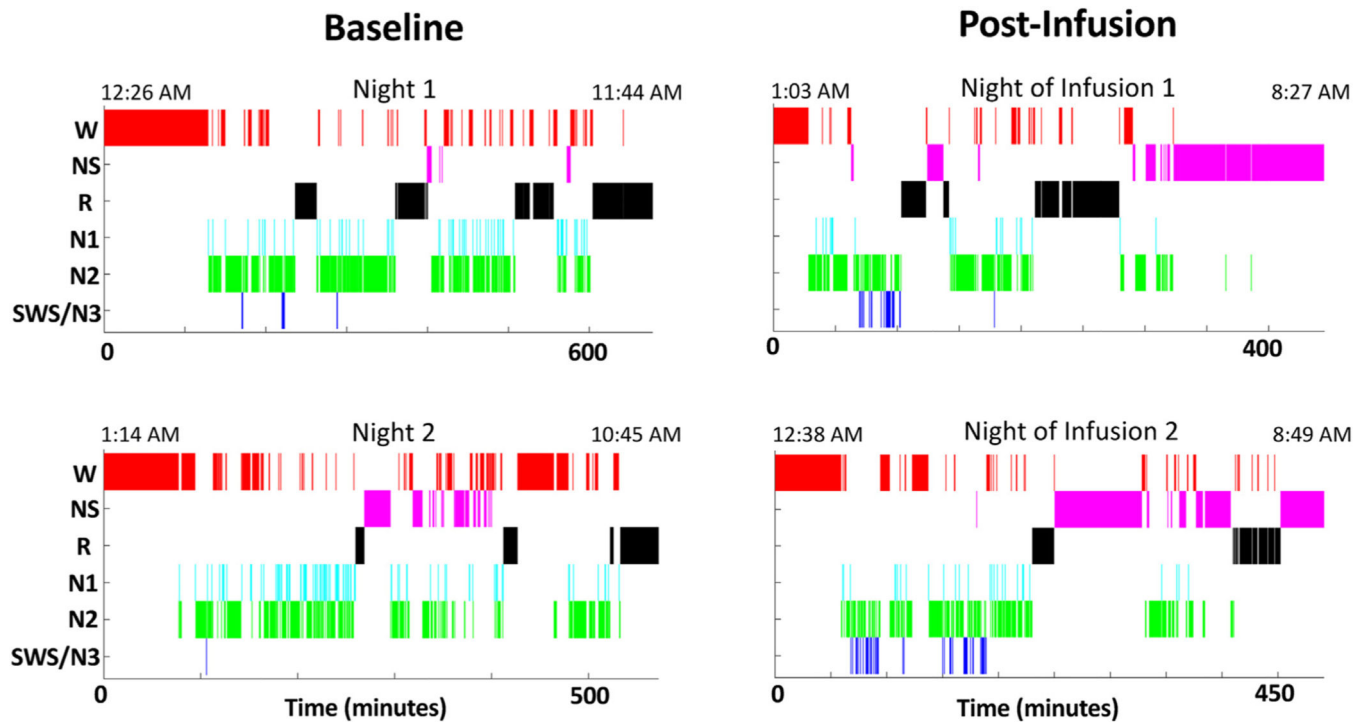 Baseline
Post-Infusion
12:26 AM Night 1 11:44 AM
W
NS
R
N1
N2
SWS/N3
0 600
1:03 AM Night of Infusion 1 8:27 AM
0 400
1:14 AM Night 2 10:45 AM
W
NS
R
N1
N2
SWS/N3
0 500
Time (minutes)
12:38 AM Night of Infusion 2 8:49 AM
0 450
Time (minutes)